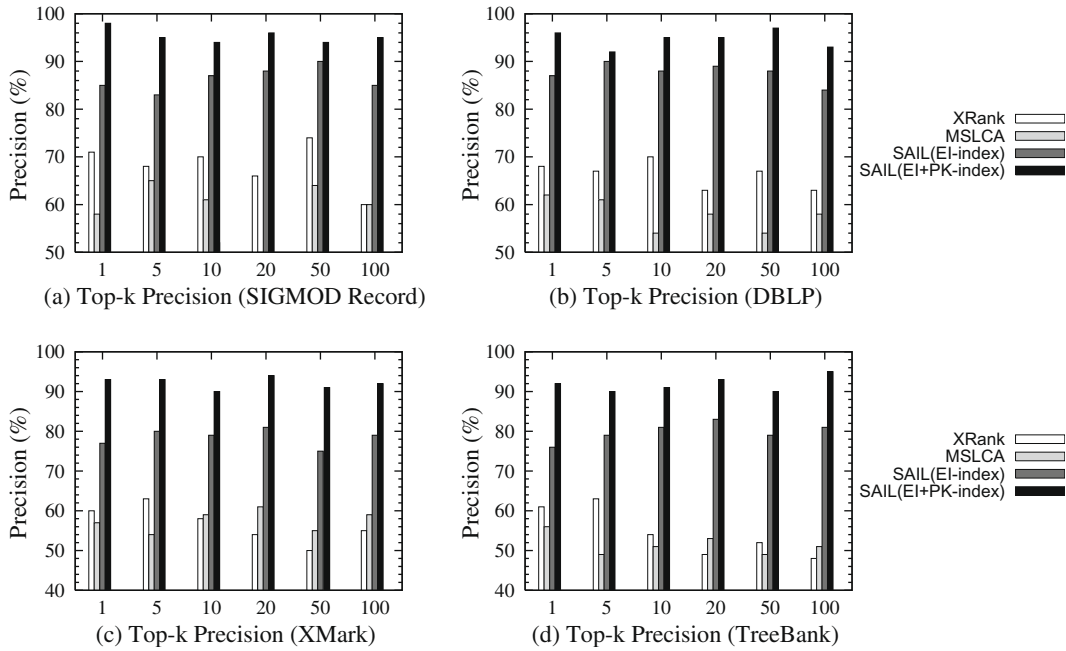 100
90
80
70
60
50
Precision (%)
1 5 10 20 50 100
(a) Top-k Precision (SIGMOD Record)
100
90
80
70
60
50
Precision (%)
1 5 10 20 50 100
(b) Top-k Precision (DBLP)
XRank
MSLCA
SAIL(EI-index)
SAIL(EI+PK-index)
100
90
80
70
60
50
40
Precision (%)
1 5 10 20 50 100
(c) Top-k Precision (XMark)
100
90
80
70
60
50
40
Precision (%)
1 5 10 20 50 100
(d) Top-k Precision (TreeBank)
XRank
MSLCA
SAIL(EI-index)
SAIL(EI+PK-index)